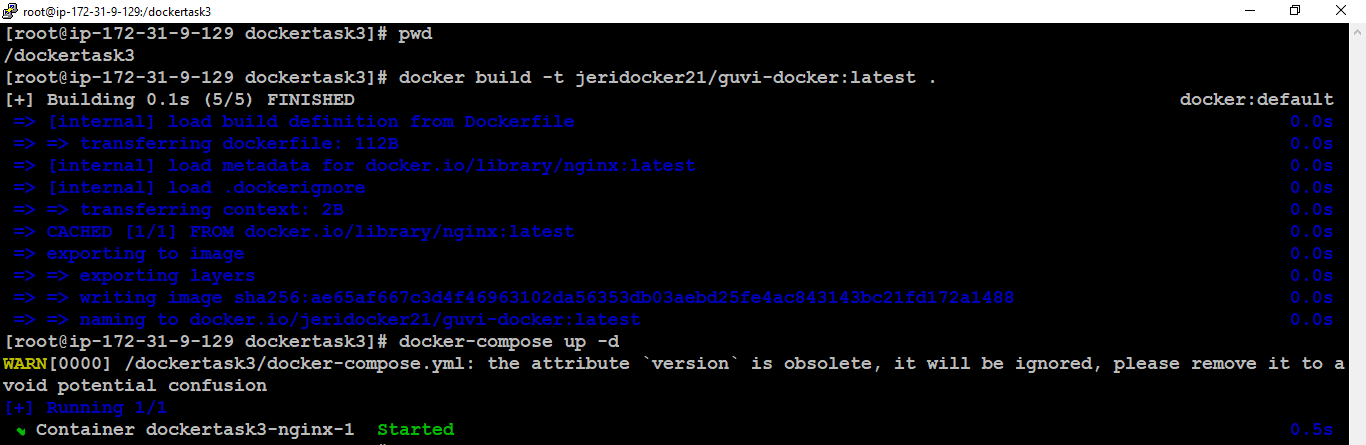 root@ip-172-31-9-129:/dockertask3
[root@ip-172-31-9-129 dockertask3]# pwd
/dockertask3
[root@ip-172-31-9-129 dockertask3]# docker build -t jeridocker21/guvi-docker:latest .
[+] Building 0.1s (5/5) FINISHED docker:default
=> [internal] load build definition from Dockerfile 0.0s
=> => transferring dockerfile: 112B 0.0s
=> [internal] load metadata for docker.io/library/nginx:latest 0.0s
=> [internal] load .dockerignore 0.0s
=> => transferring context: 2B 0.0s
=> CACHED [1/1] FROM docker.io/library/nginx:latest 0.0s
=> exporting to image 0.0s
=> => exporting layers 0.0s
=> => writing image sha256:ae65af667c3d4f46963102da56353db03aebd25fe4ac843143bc21fd172a1488 0.0s
=> => naming to docker.io/jeridocker21/guvi-docker:latest 0.0s
[root@ip-172-31-9-129 dockertask3]# docker-compose up -d
WARN[0000] /dockertask3/docker-compose.yml: the attribute `version` is obsolete, it will be ignored, please remove it to a
void potential confusion
[+] Running 1/1
Container dockertask3-nginx-1 Started 0.5s